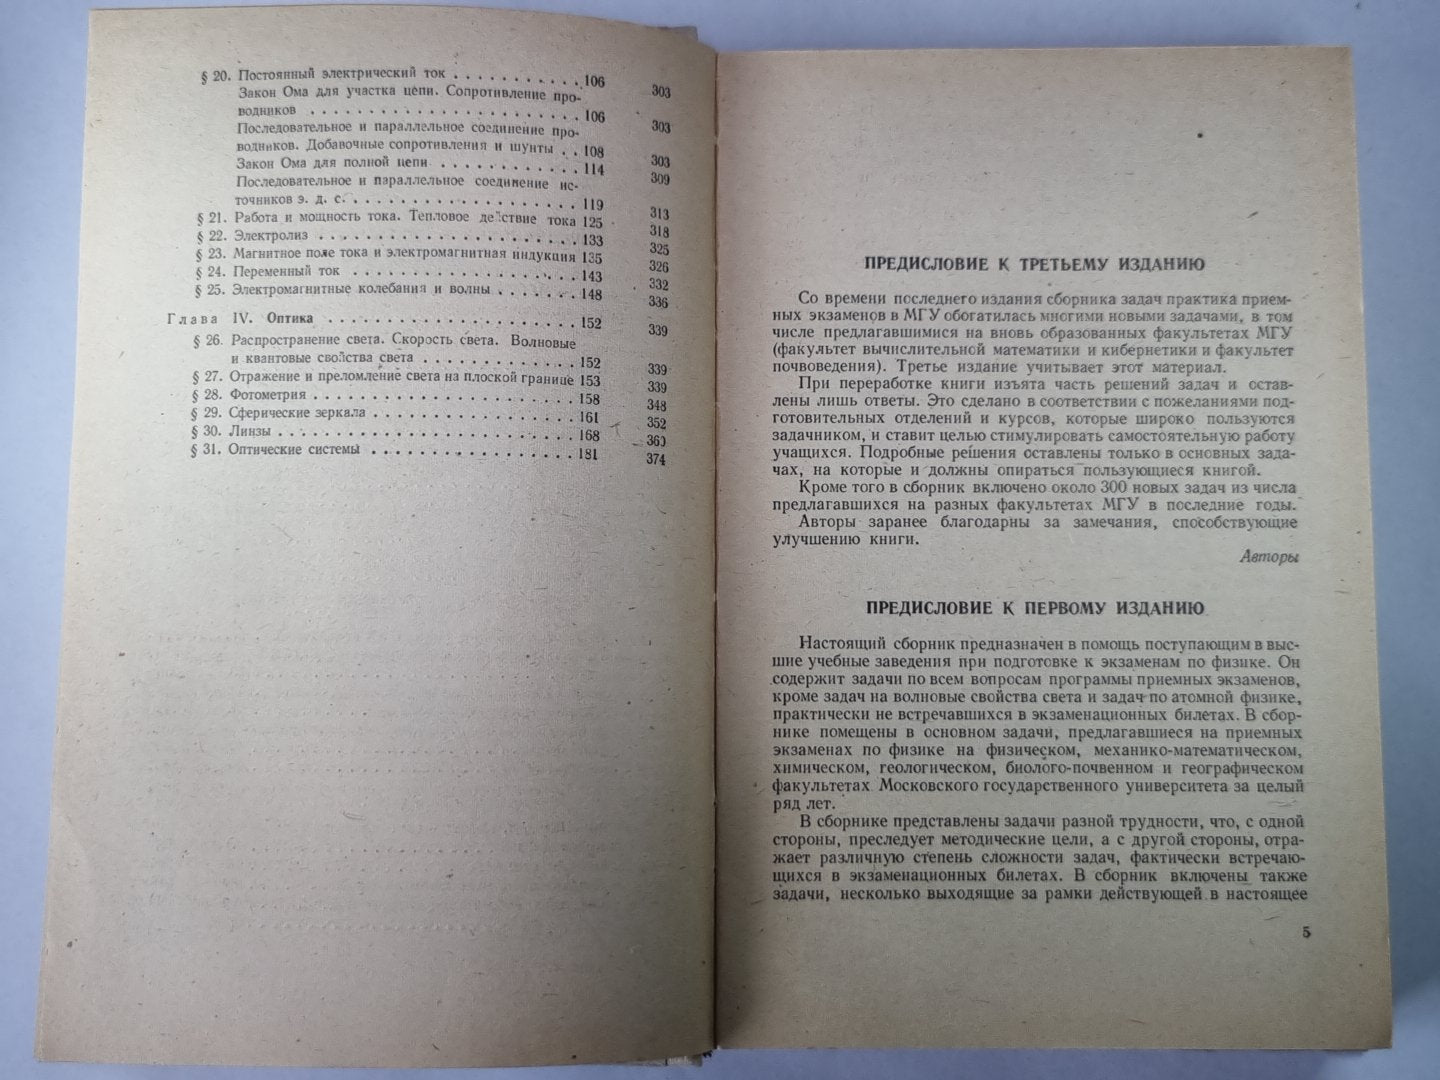 § 20. Постоянный электрический ток . . . . . . . . . . . 106 303
Закон Ома для участка цепи. Сопротивление про-
водников . . . . . . . . . . . . . . . . . . . . . . . 106 303
Последовательное и параллельное соединение про-
водников. Добавочные сопротивления и шунты . . 108 303
Закон Ома для полной цепи . . . . . . . . . . . . 114 309
Последовательное и параллельное соединение ис-
точников э. д. с. . . . . . . . . . . . . . . . . . . . 119 313
§ 21. Работа и мощность тока. Тепловое действие тока 125 318
§ 22. Электролиз . . . . . . . . . . . . . . . . . . . . . 133 325
§ 23. Магнитное поле тока и электромагнитная индукция 135 326
§ 24. Переменный ток . . . . . . . . . . . . . . . . . . 143 332
§ 25. Электромагнитные колебания и волны . . . . . . . 148 336
Глава IV. Оптика . . . . . . . . . . . . . . . . . . . . 152 339
§ 26. Распространение света. Скорость света. Волновые
и квантовые свойства света . . . . . . . . . . . . . 152 339
§ 27. Отражение и преломление света на плоской границе 153 339
§ 28. Фотометрия . . . . . . . . . . . . . . . . . . . . . 158 348
§ 29. Сферические зеркала . . . . . . . . . . . . . . . . 161 352
§ 30. Линзы . . . . . . . . . . . . . . . . . . . . . . . . 168 360
§ 31. Оптические системы . . . . . . . . . . . . . . . . 181 374
ПРЕДИСЛОВИЕ К ТРЕТЬЕМУ ИЗДАНИЮ
Со времени последнего издания сборника задач практика прием-
ных экзаменов в МГУ обогатилась многими новыми задачами, в том
числе предлагавшимися на вновь образованных факультетах МГУ
(факультет вычислительной математики и кибернетики и факультет
почвоведения). Третье издание учитывает этот материал.
При переработке книги изъята часть решений задач и остав-
лены лишь ответы. Это сделано в соответствии с пожеланиями под-
готовительных отделений и курсов, которые широко пользуются
задачником, и ставит целью стимулировать самостоятельную работу
учащихся. Подробные решения оставлены только в основных зада-
чах, на которые и должны опираться пользующиеся книгой.
Кроме того в сборник включено около 300 новых задач из числа
предлагавшихся на разных факультетах МГУ в последние годы.
Авторы заранее благодарны за замечания, способствующие
улучшению книги.
Авторы
ПРЕДИСЛОВИЕ К ПЕРВОМУ ИЗДАНИЮ
Настоящий сборник предназначен в помощь поступающим в выс-
шие учебные заведения при подготовке к экзаменам по физике. Он
содержит задачи по всем вопросам программы приемных экзаменов,
кроме задач на волновые свойства света и задач по атомной физике,
практически не встречавшихся в экзаменационных билетах. В сбор-
нике помещены в основном задачи, предлагавшиеся на приемных
экзаменах по физике на физическом, механико-математическом,
химическом, геологическом, биолого-почвенном и географическом
факультетах Московского государственного университета за целый
ряд лет.
В сборнике представлены задачи разной трудности, что, с одной
стороны, преследует методические цели, а с другой стороны, отра-
жает различную степень сложности задач, фактически встречаю-
щихся в экзаменационных билетах. В сборник включены также
задачи, несколько выходящие за рамки действующей в настоящее
5